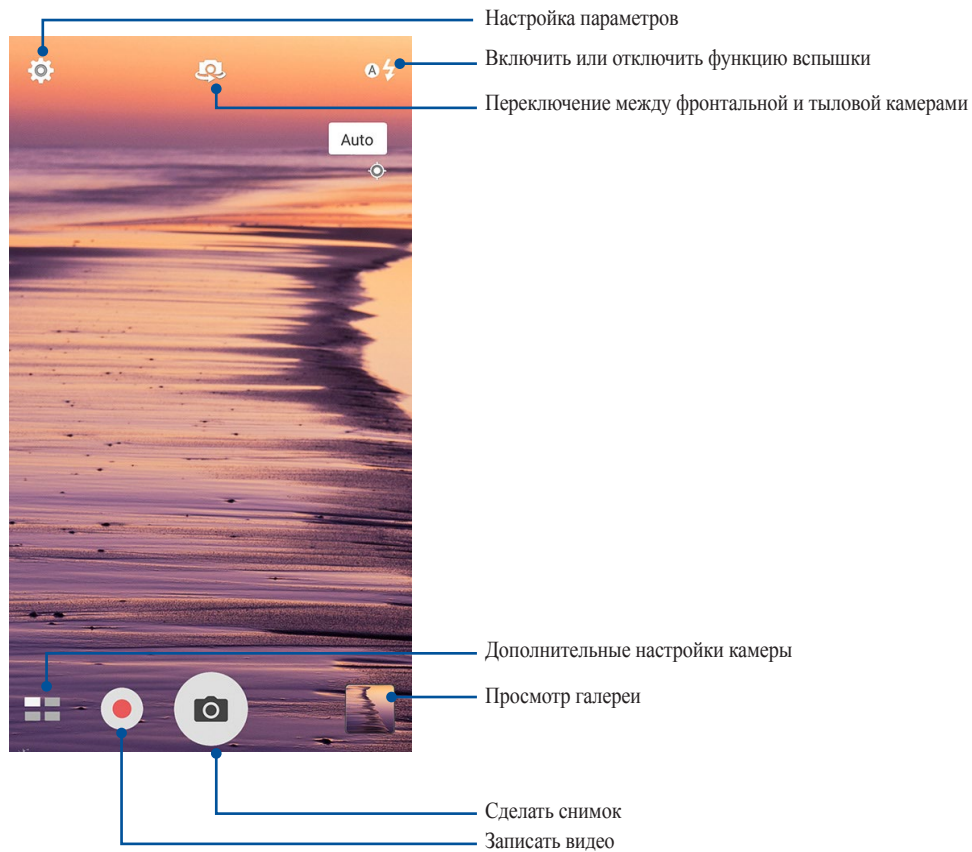 Настройка параметров
Включить или отключить функцию вспышки
Переключение между фронтальной и тыловой камерами
A
Auto
Дополнительные настройки камеры
Просмотр галереи
Сделать снимок
Записать видео